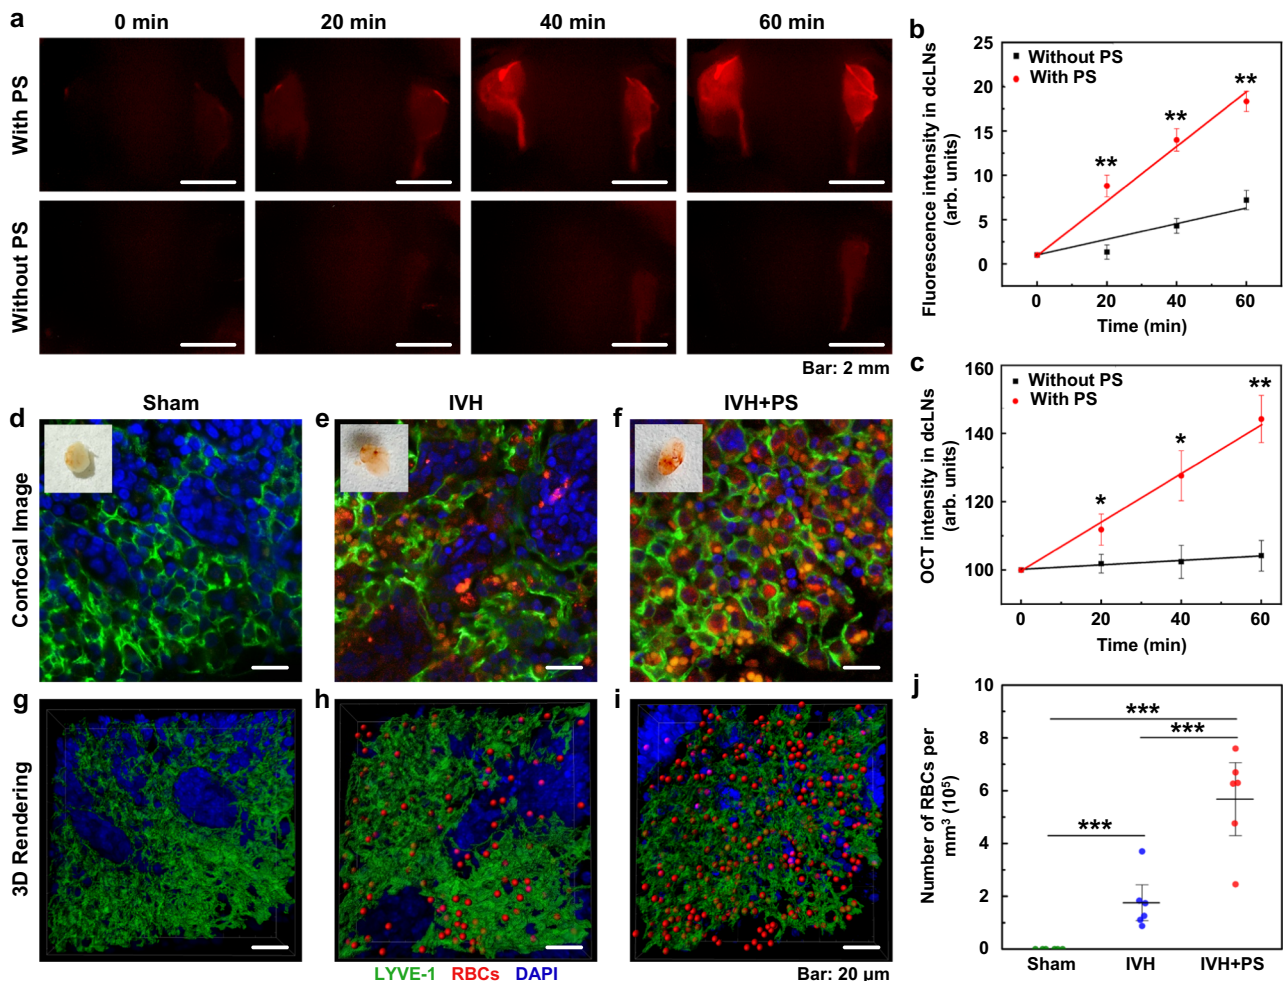 a
0 min 20 min 40 min 60 min
With PS
Without PS
Bar: 2 mm
b
Fluorescence intensity in dcLNs
(arb. units)
25
20
15
10
5
0
Without PS
With PS
**
**
**
0 20 40 60
Time (min)
c
OCT intensity in dcLNs
(arb. units)
160
140
120
100
Without PS
With PS
*
*
**
0 20 40 60
Time (min)
Sham IVH IVH+PS
Confocal Image
d e f
3D Rendering
g h i
LYVE-1 RBCs DAPI
Bar: 20 µm
j
Number of RBCs per
mm³ (10⁵)
10
8
6
4
2
0
***
***
***
Sham IVH IVH+PS